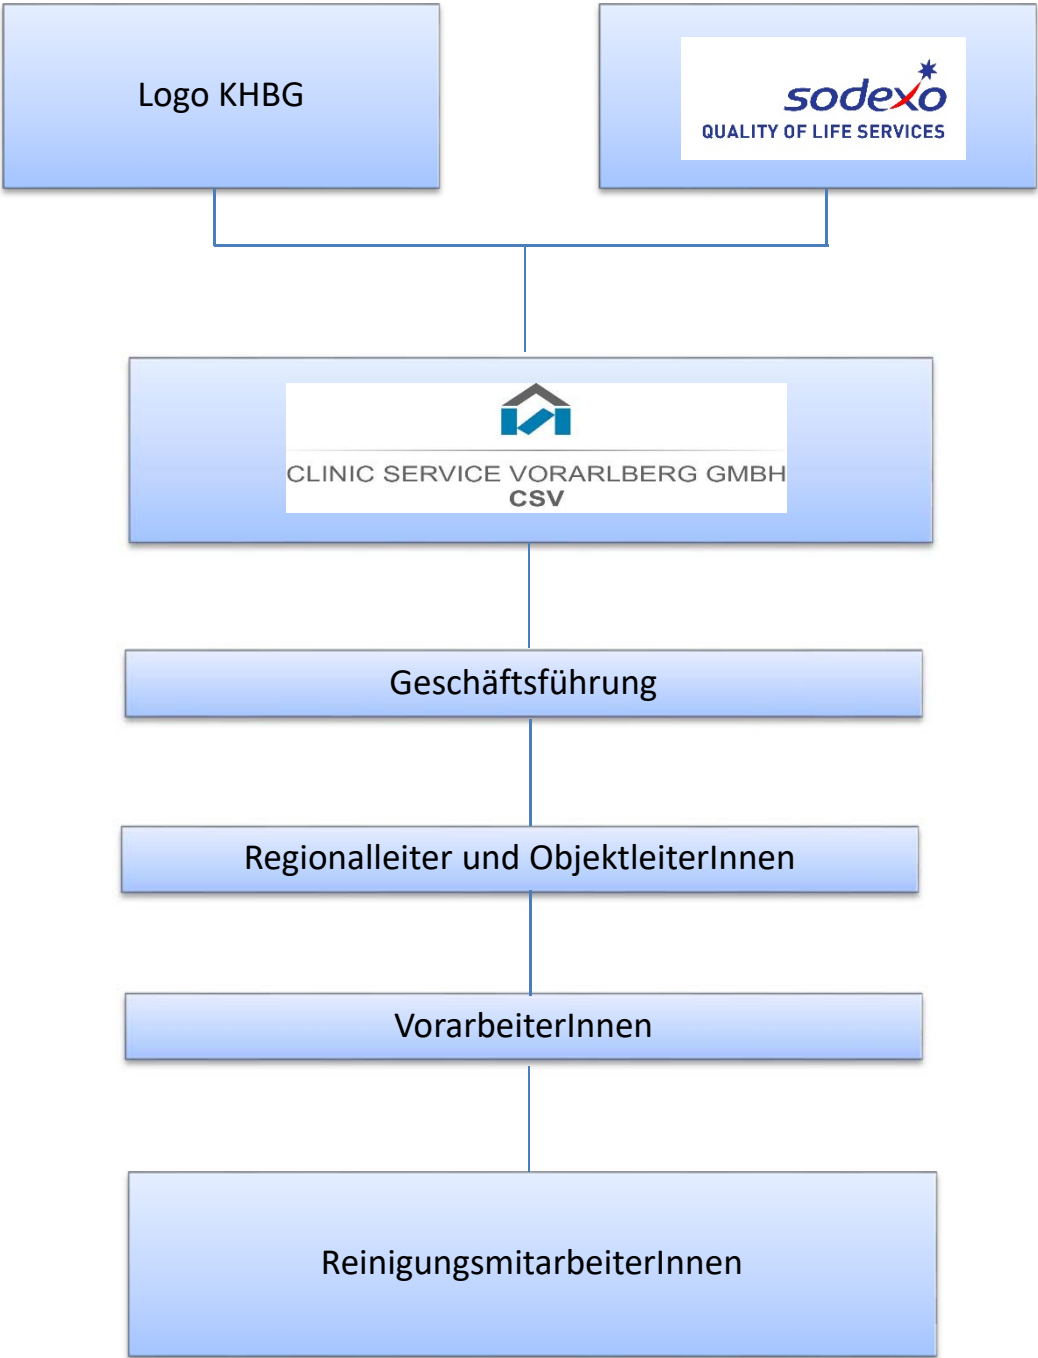 Logo KHBG
sodexo
QUALITY OF LIFE SERVICES
CLINIC SERVICE VORARLBERG GMBH
CSV
Geschäftsführung
Regionalleiter und ObjektleiterInnen
VorarbeiterInnen
ReinigungsmitarbeiterInnen